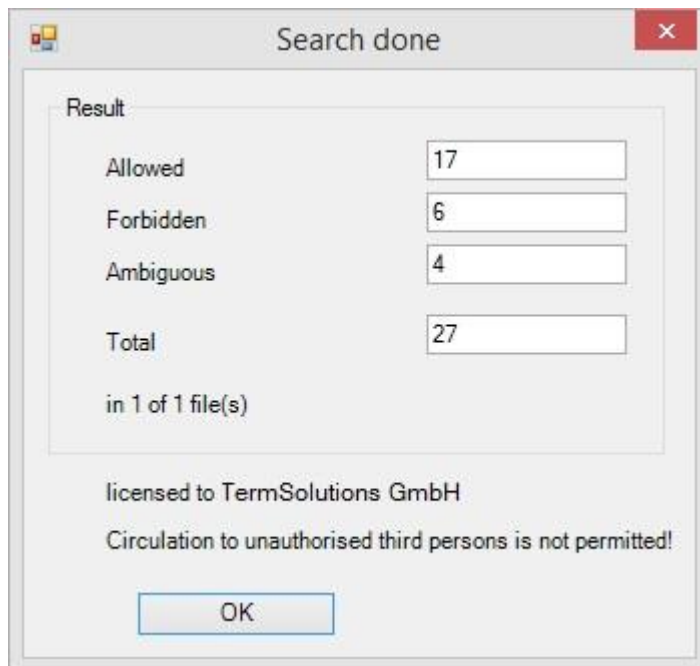 Search done
Result
Allowed 17
Forbidden 6
Ambiguous 4
Total 27
in 1 of 1 file(s)
licensed to TermSolutions GmbH
Circulation to unauthorised third persons is not permitted!
OK